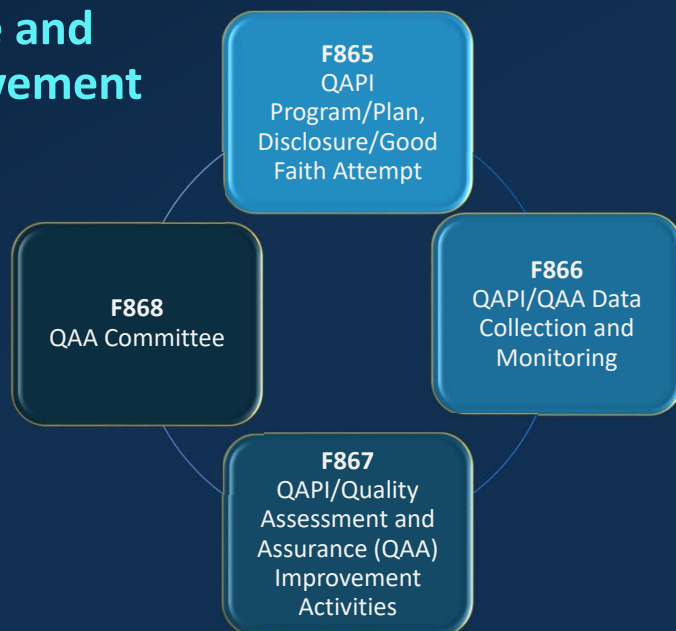 and
F865
QAPI
Program/Plan,
Disclosure/Good
Faith Attempt
F868
QAA Committee
F866
QAPI/QAA Data
Collection and
Monitoring
F867
QAPI/Quality
Assessment and
Assurance (QAA)
Improvement
Activities